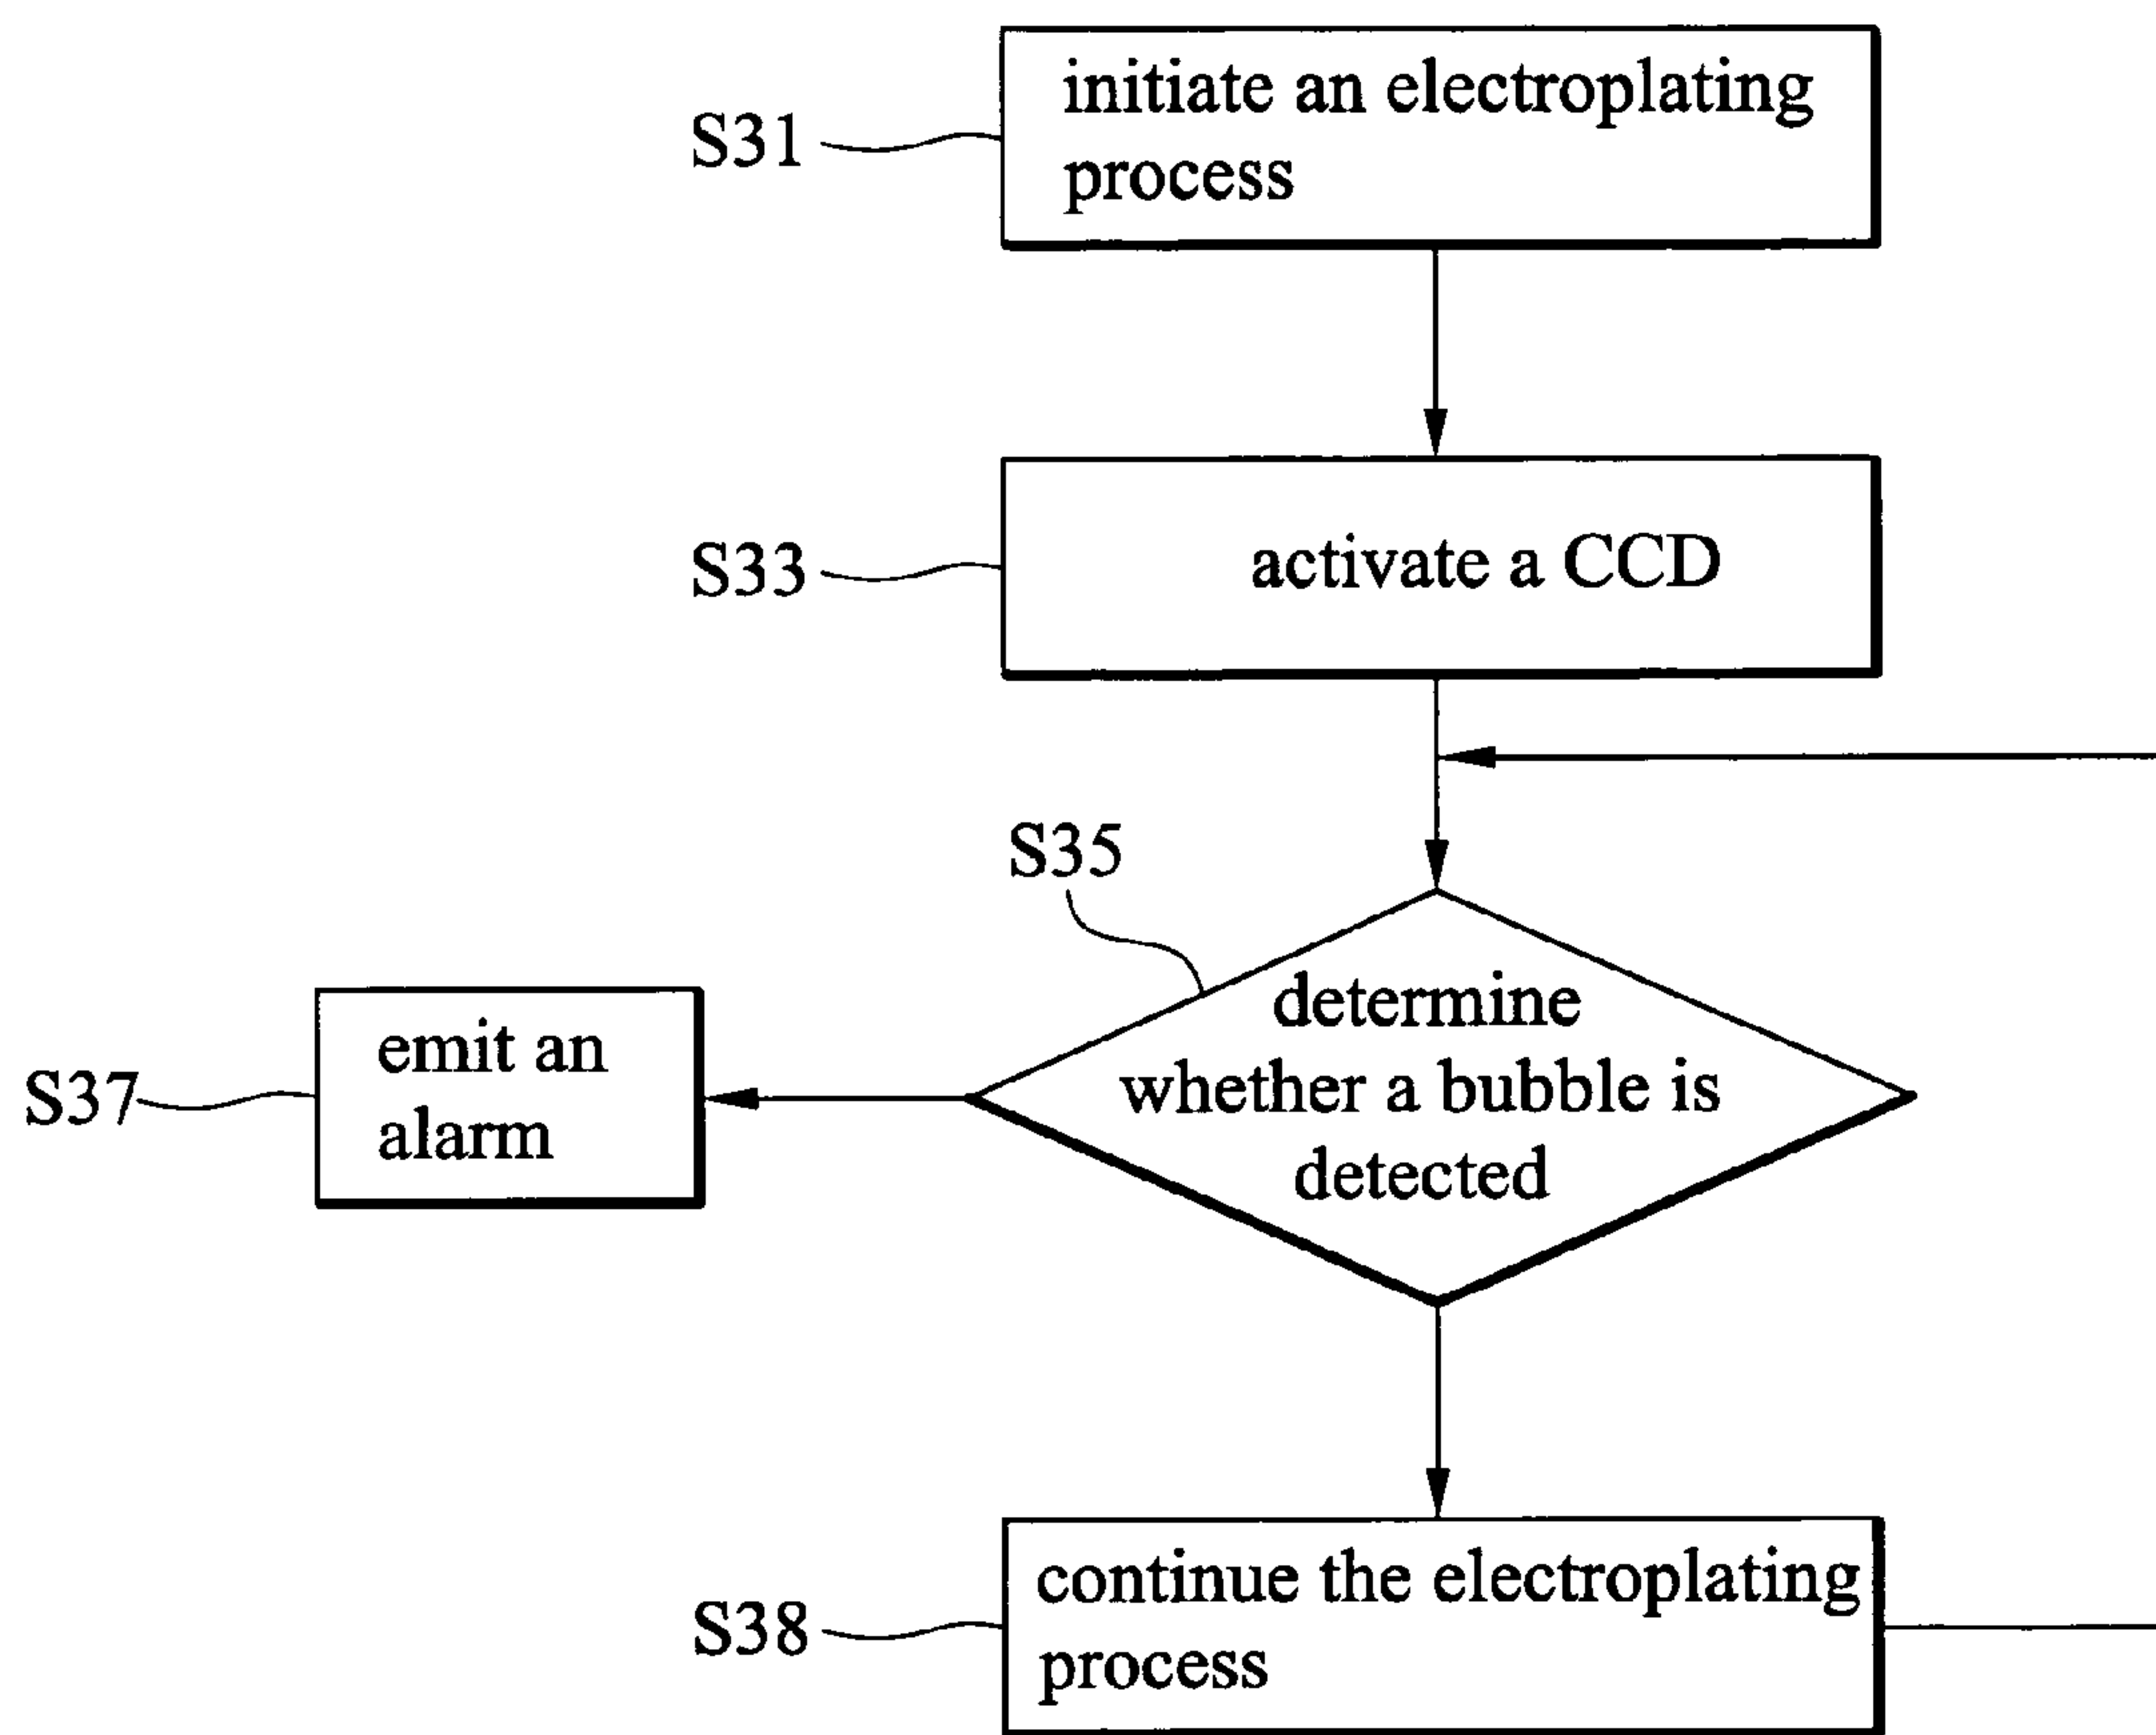 S31
initiate an electroplating
process
S33
activate a CCD
S35
determine
whether a bubble is
detected
S37
emit an
alarm
S38
continue the electroplating
process